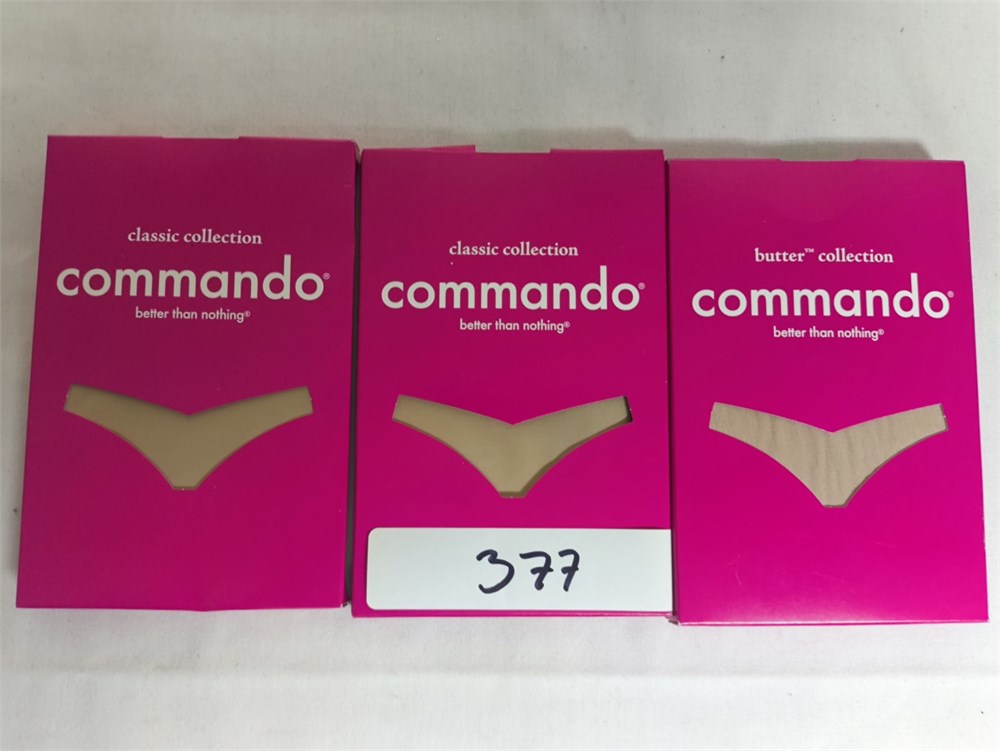 classic collection
commando®
better than nothing®
classic collection
commando®
better than nothing®
377
butter™ collection
commando®
better than nothing®